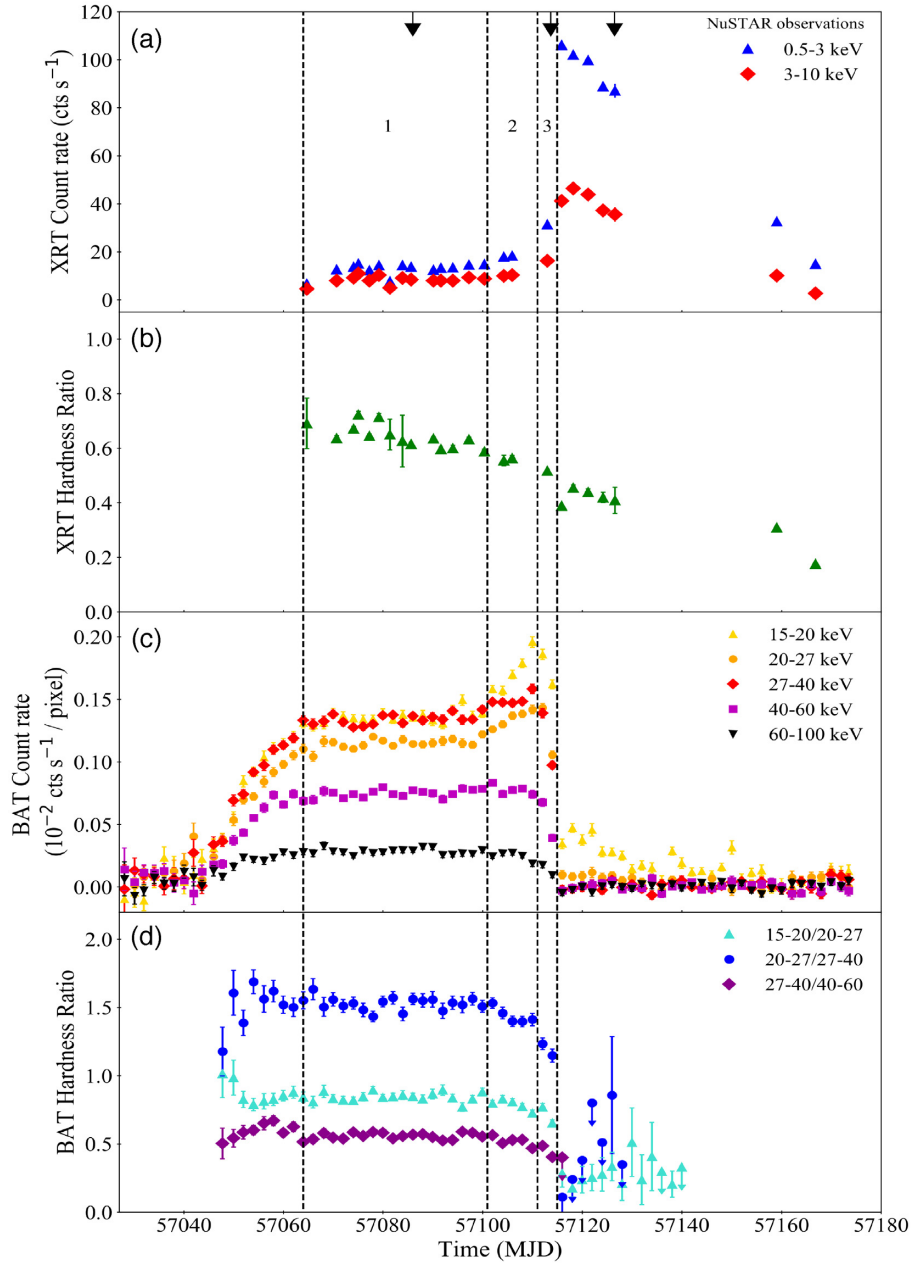 (a)
NuSTAR observations
0.5-3 keV
3-10 keV
1
2
3
XRT Count rate (cts s⁻¹)
120
100
80
60
40
20
0
(b)
XRT Hardness Ratio
1.0
0.8
0.6
0.4
0.2
0.0
(c)
15-20 keV
20-27 keV
27-40 keV
40-60 keV
60-100 keV
BAT Count rate
(10⁻² cts s⁻¹ / pixel)
0.20
0.15
0.10
0.05
0.00
(d)
15-20/20-27
20-27/27-40
27-40/40-60
BAT Hardness Ratio
2.0
1.5
1.0
0.5
0.0
57040 57060 57080 57100 57120 57140 57160 57180
Time (MJD)